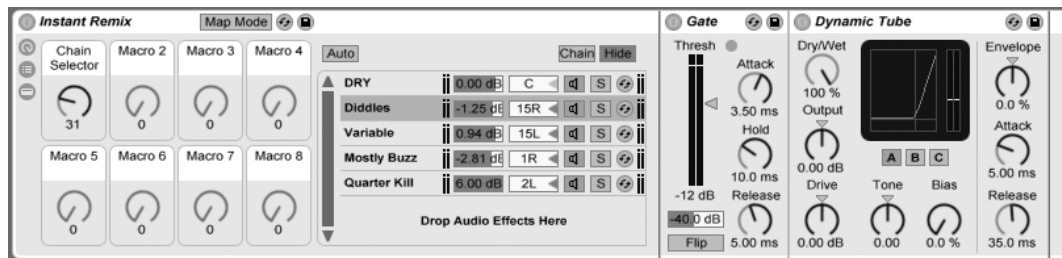 Instant Remix
Map Mode
Chain Selector
31
Macro 2
0
Macro 3
0
Macro 4
0
Macro 5
0
Macro 6
0
Macro 7
0
Macro 8
0
Auto
Chain Hide
DRY 0.00 dB C S
Diddles -1.25 dB 15R S
Variable 0.94 dB 15L S
Mostly Buzz -2.81 dB 1R S
Quarter Kill 6.00 dB 2L S
Drop Audio Effects Here
Gate
Thresh
-12 dB
-40.0 dB
Flip
Attack
3.50 ms
Hold
10.0 ms
Release
5.00 ms
Dynamic Tube
Dry/Wet
100 %
Output
0.00 dB
Drive
0.00 dB
A B C
Tone
0.00
Bias
0.0 %
Envelope
0.0 %
Attack
5.00 ms
Release
35.0 ms